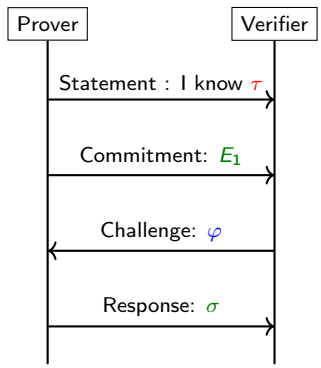 Prover
Verifier
Statement : I know τ
Commitment: E₁
Challenge: φ
Response: σ